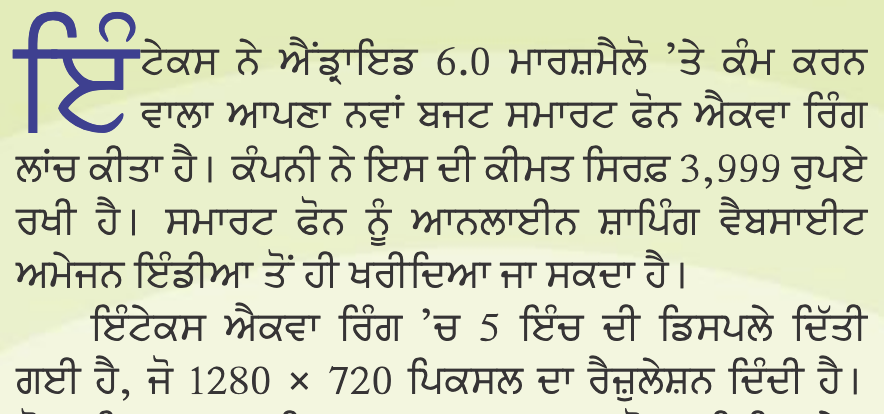 ਇੰਟੇਕਸ ਨੇ ਐਂਡ੍ਰਾਇਡ 6.0 ਮਾਰਸ਼ਮੈਲੋ ’ਤੇ ਕੰਮ ਕਰਨ
ਵਾਲਾ ਆਪਣਾ ਨਵਾਂ ਬਜਟ ਸਮਾਰਟ ਫੋਨ ਐਕਵਾ ਰਿੰਗ
ਲਾਂਚ ਕੀਤਾ ਹੈ। ਕੰਪਨੀ ਨੇ ਇਸ ਦੀ ਕੀਮਤ ਸਿਰਫ਼ 3,999 ਰੁਪਏ
ਰਖੀ ਹੈ। ਸਮਾਰਟ ਫੋਨ ਨੂੰ ਆਨਲਾਈਨ ਸ਼ਾਪਿੰਗ ਵੈਬਸਾਈਟ
ਅਮੇਜਨ ਇੰਡੀਆ ਤੋਂ ਹੀ ਖਰੀਦਿਆ ਜਾ ਸਕਦਾ ਹੈ।
ਇੰਟੇਕਸ ਐਕਵਾ ਰਿੰਗ ’ਚ 5 ਇੰਚ ਦੀ ਡਿਸਪਲੇ ਦਿੱਤੀ
ਗਈ ਹੈ, ਜੋ 1280 × 720 ਪਿਕਸਲ ਦਾ ਰੈਜ਼ੁਲੇਸ਼ਨ ਦਿੰਦੀ ਹੈ।